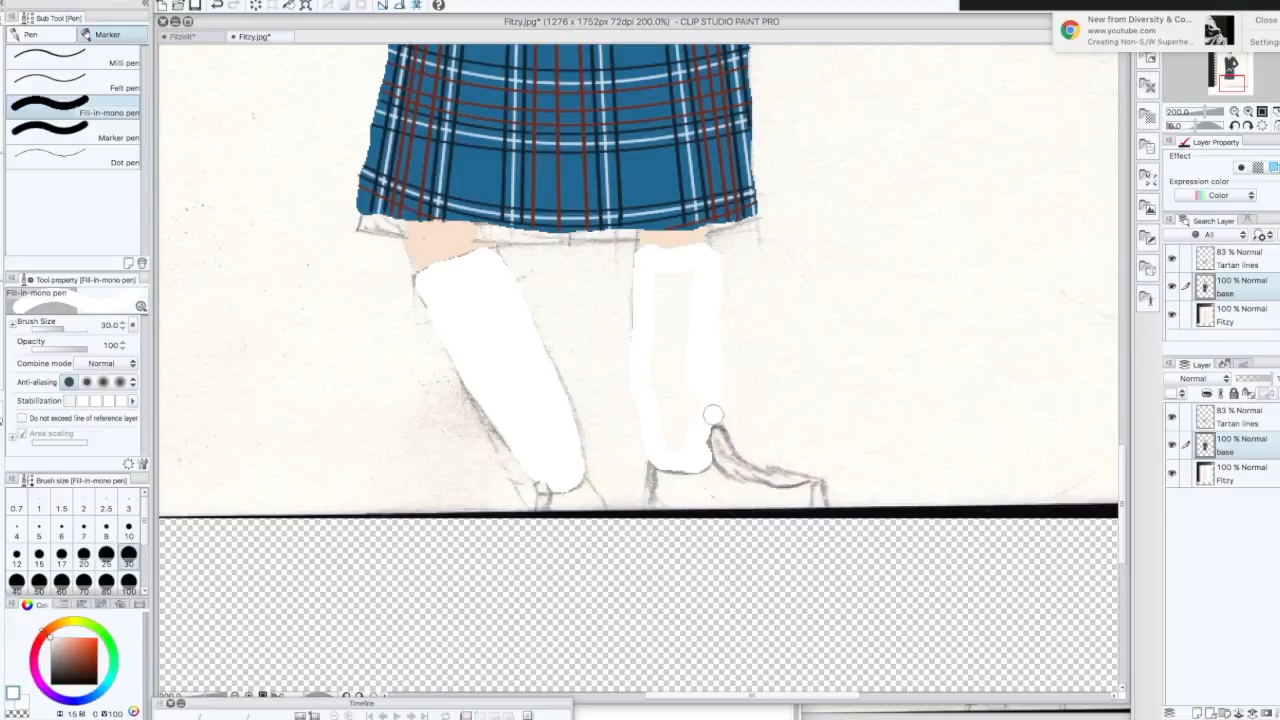 Sub Tool (Pen)
Pen
Marker
Milli pen
Felt pen
Fill-in-mono pen
Marker pen
Dot pen
Tool property [Fill-in-mono pen]
Fill-in-mono pen
Brush Size 30.0
Opacity 100
Combine mode Normal
Anti-aliasing
Stabilization
Do not exceed line of reference layer
Area scaling
Brush size [Fill-in-mono pen]
0.7 1 1.5 2 2.5 3
4 5 6 7 8 10
12 15 17 20 25 30
40 50 60 70 80 100
Fitzy.jpg* (1276 x 1752px 72dpi 200.0%) - CLIP STUDIO PAINT PRO
Fitzy.jpg*
Timeline
New from Diversity & Co...
www.youtube.com
Creating Non-SJW Superhe...
Close
Settings
200.0
0.0
Layer Property
Effect
Expression color
Color
Search Layer
All
83 % Normal
Tartan lines
100 % Normal
base
100 % Normal
Fitzy
Layer
Normal
83 % Normal
Tartan lines
100 % Normal
base
100 % Normal
Fitzy